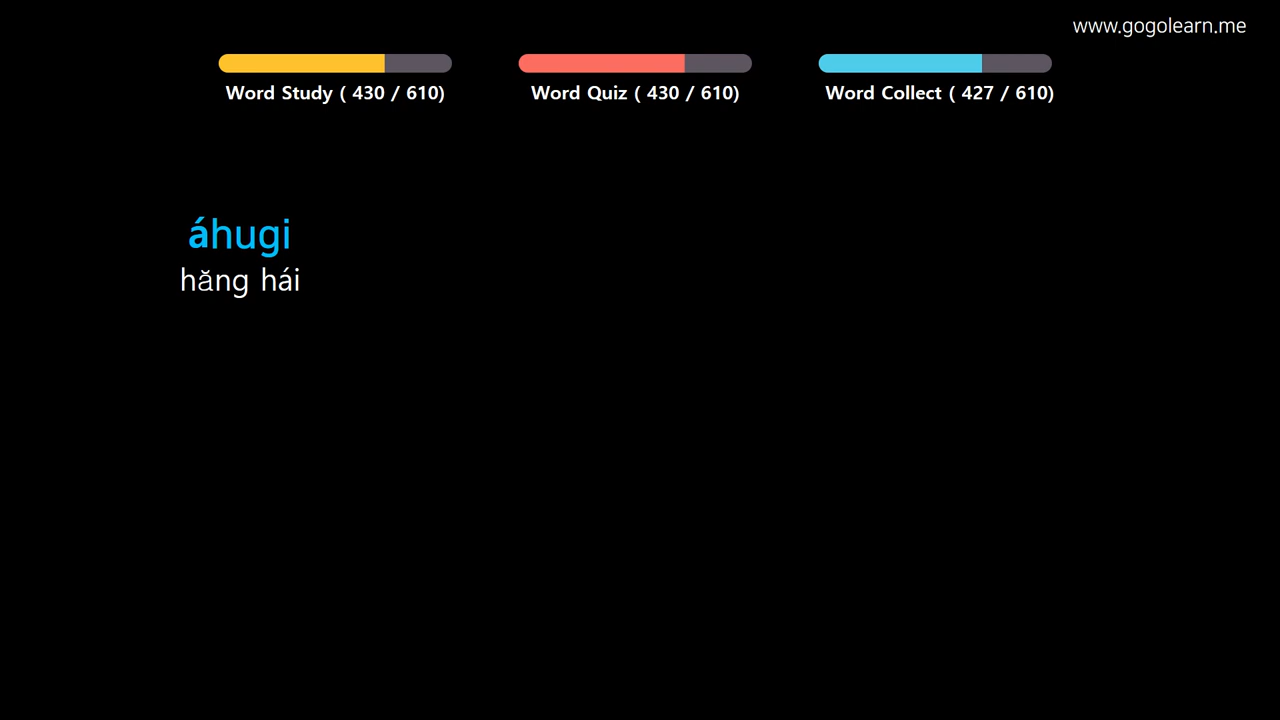 www.gogolearn.me
Word Study ( 430 / 610)
Word Quiz ( 430 / 610)
Word Collect ( 427 / 610)
áhugi
hăng hái